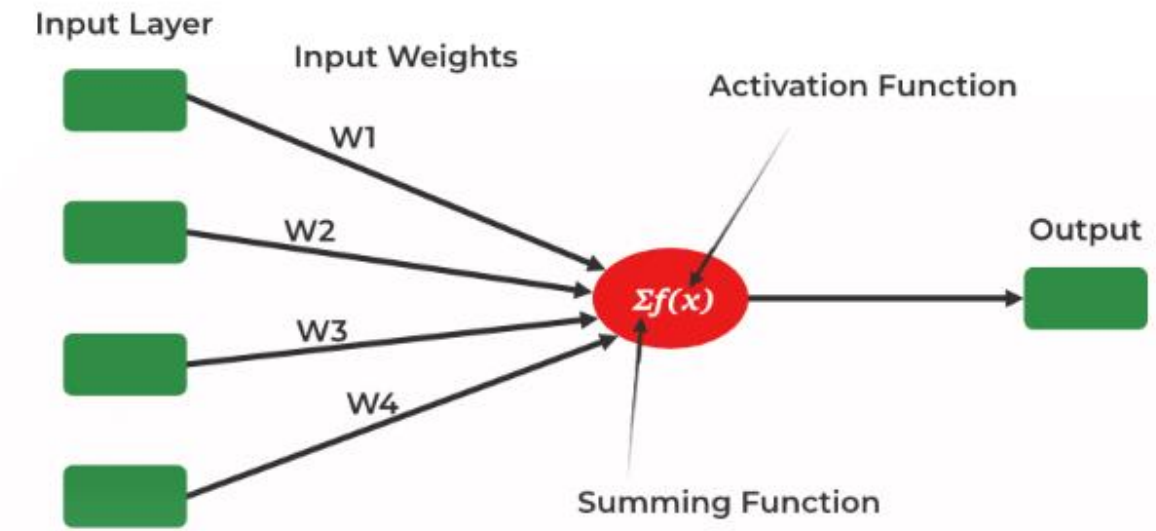 Input Layer
Input Weights
Activation Function
W1
W2
Output
Σf(x)
W3
W4
Summing Function